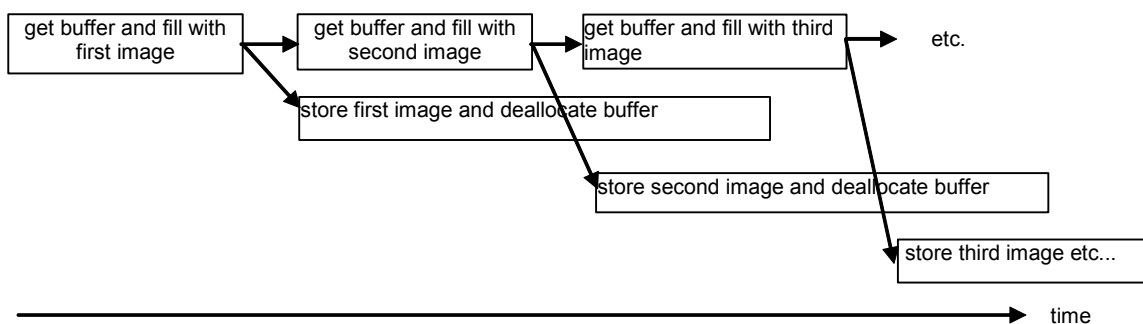 get buffer and fill with
first image
get buffer and fill with
second image
get buffer and fill with third
image
etc.
store first image and deallocate buffer
store second image and deallocate buffer
store third image etc...
time